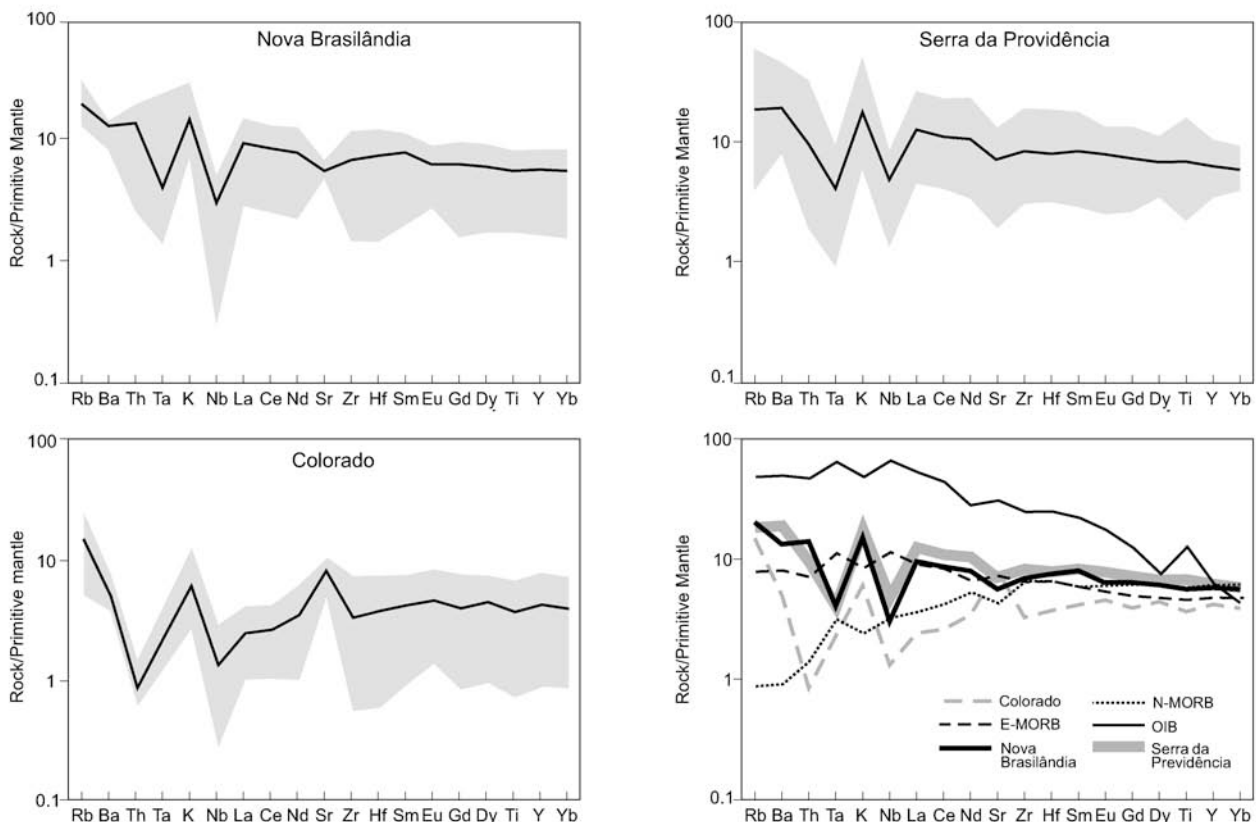 Nova Brasilândia
100
10
1
0.1
Rock/Primitive Mantle
Rb Ba Th Ta K Nb La Ce Nd Sr Zr Hf Sm Eu Gd Dy Ti Y Yb
Serra da Providência
100
10
1
0.1
Rock/Primitive Mantle
Rb Ba Th Ta K Nb La Ce Nd Sr Zr Hf Sm Eu Gd Dy Ti Y Yb
Colorado
100
10
1
0.1
Rock/Primitive mantle
Rb Ba Th Ta K Nb La Ce Nd Sr Zr Hf Sm Eu Gd Dy Ti Y Yb
100
10
1
0.1
Rock/Primitive Mantle
Colorado
E-MORB
Nova
Brasilândia
N-MORB
OIB
Serra da
Previdência
Rb Ba Th Ta K Nb La Ce Nd Sr Zr Hf Sm Eu Gd Dy Ti Y Yb